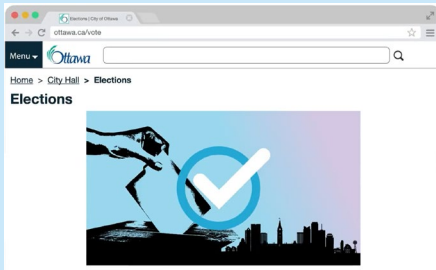 Elections | City of Ottawa
ottawa.ca/vote
Menu
Ottawa
Home > City Hall > Elections
Elections